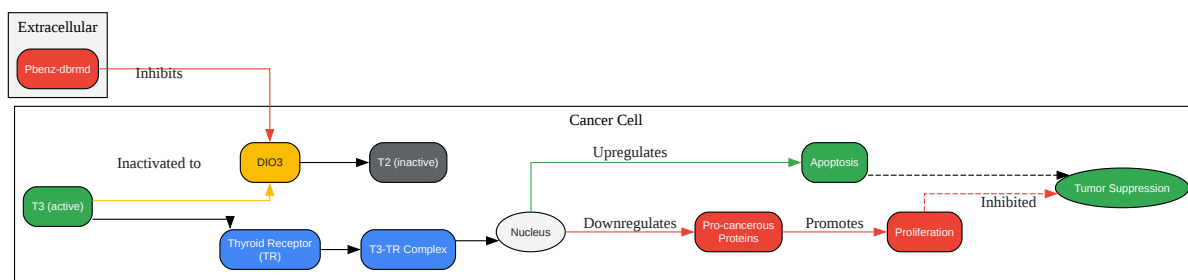 Extracellular
Pbenz-dbrmd
Inhibits
Cancer Cell
Inactivated to
DIO3
T2 (inactive)
Upregulates
Apoptosis
T3 (active)
Tumor Suppression
Inhibited
Thyroid Receptor
(TR)
T3-TR Complex
Nucleus
Downregulates
Pro-cancerous
Proteins
Promotes
Proliferation